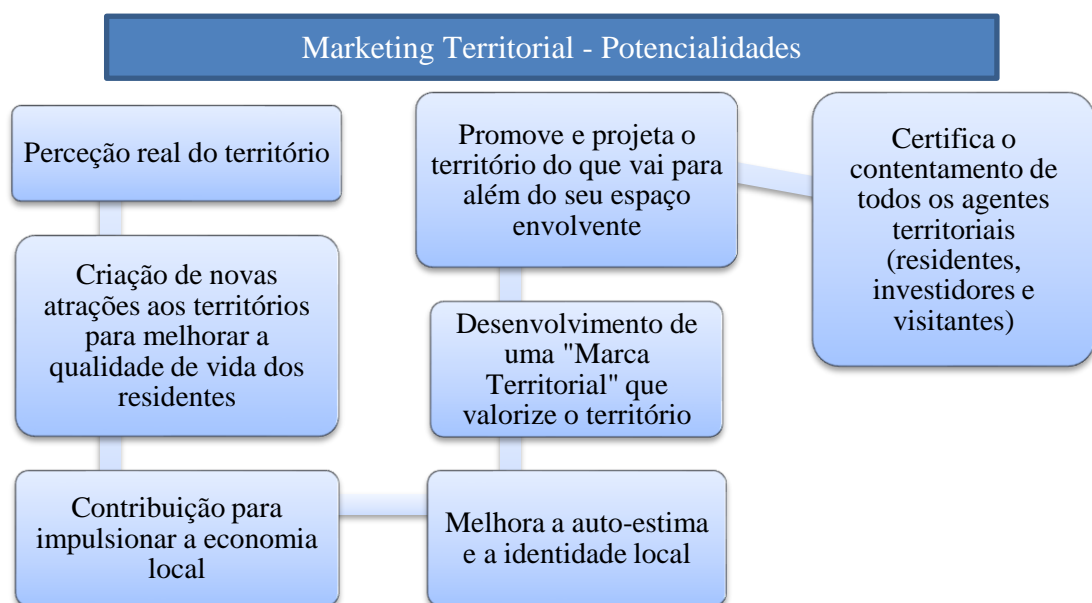 Marketing Territorial - Potencialidades
Perceção real do território
Criação de novas
atrações aos territórios
para melhorar a
qualidade de vida dos
residentes
Contribuição para
impulsionar a economia
local
Melhora a auto-estima
e a identidade local
Desenvolvimento de
uma "Marca
Territorial" que
valorize o território
Promove e projeta o
território do que vai para
além do seu espaço
envolvente
Certifica o
contentamento de
todos os agentes
territoriais
(residentes,
investidores e
visitantes)